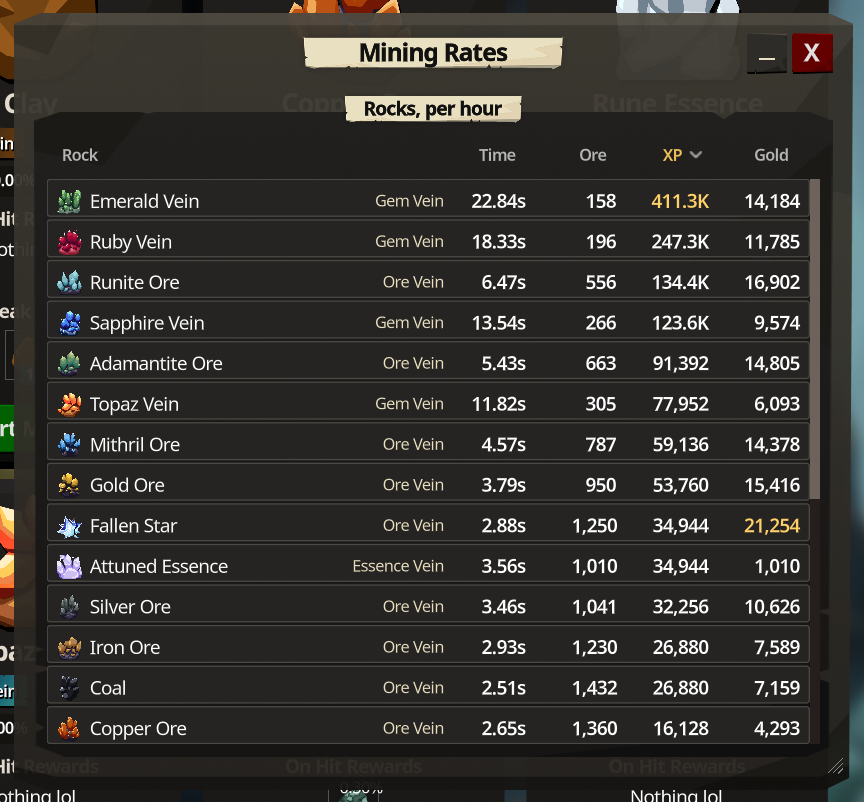 Mining Rates
X
Clay
Rune Essence
Rocks, per hour
Rock Time Ore XP Gold
Emerald Vein Gem Vein 22.84s 158 411.3K 14,184
Ruby Vein Gem Vein 18.33s 196 247.3K 11,785
Runite Ore Ore Vein 6.47s 556 134.4K 16,902
Sapphire Vein Gem Vein 13.54s 266 123.6K 9,574
Adamantite Ore Ore Vein 5.43s 663 91,392 14,805
Topaz Vein Gem Vein 11.82s 305 77,952 6,093
Mithril Ore Ore Vein 4.57s 787 59,136 14,378
Gold Ore Ore Vein 3.79s 950 53,760 15,416
Fallen Star Ore Vein 2.88s 1,250 34,944 21,254
Attuned Essence Essence Vein 3.56s 1,010 34,944 1,010
Silver Ore Ore Vein 3.46s 1,041 32,256 10,626
Iron Ore Ore Vein 2.93s 1,230 26,880 7,589
Coal Ore Vein 2.51s 1,432 26,880 7,159
Copper Ore Ore Vein 2.65s 1,360 16,128 4,293
Hit Rewards On Hit Rewards On Hit Rewards
othing lol Nothing lol